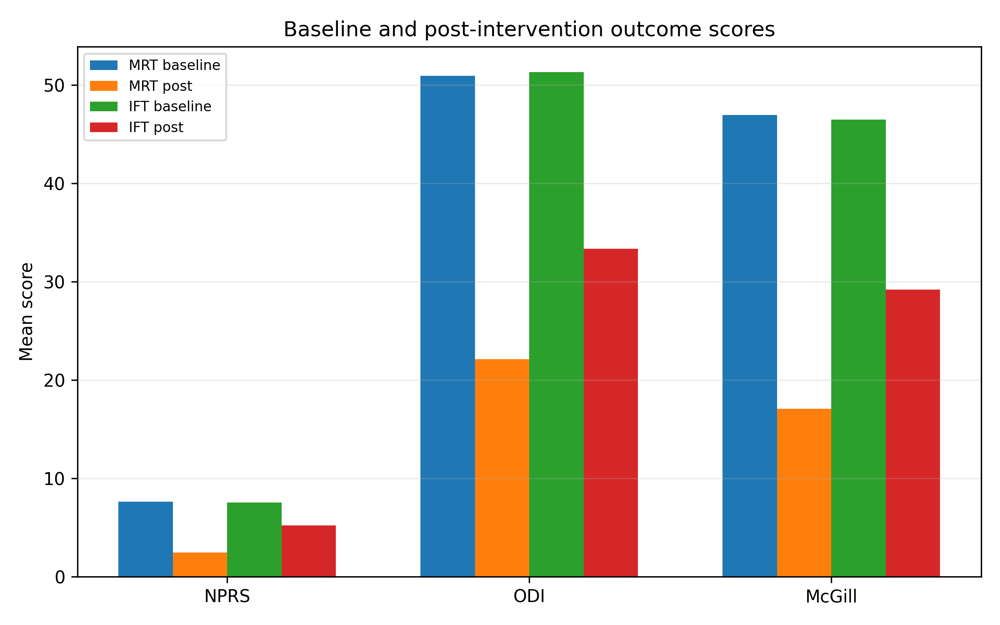 Baseline and post-intervention outcome scores
MRT baseline
MRT post
IFT baseline
IFT post
Mean score
50
40
30
20
10
0
NPRS
ODI
McGill